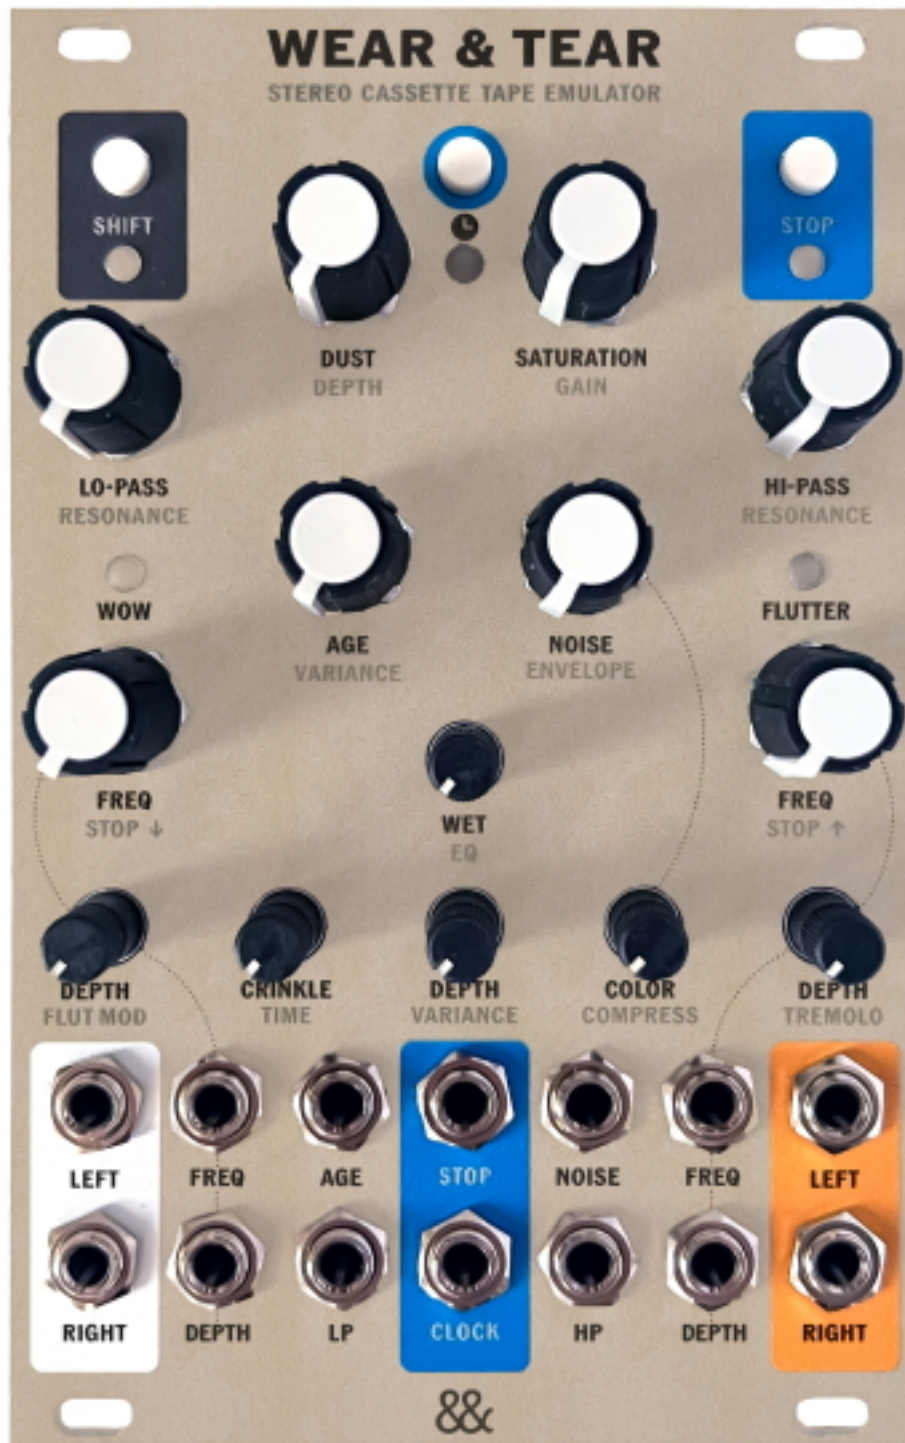 WEAR & TEAR
STEREO CASSETTE TAPE EMULATOR
SHIFT
STOP
DUST
DEPTH
SATURATION
GAIN
LO-PASS
RESONANCE
HI-PASS
RESONANCE
WOW
FLUTTER
AGE
VARIANCE
NOISE
ENVELOPE
FREQ
STOP ↓
WET
EQ
FREQ
STOP ↑
DEPTH
FLUT MOD
CRINKLE
TIME
DEPTH
VARIANCE
COLOR
COMPRESS
DEPTH
TREMOLO
LEFT
FREQ
AGE
STOP
NOISE
FREQ
LEFT
RIGHT
DEPTH
LP
CLOCK
HP
DEPTH
RIGHT
&&